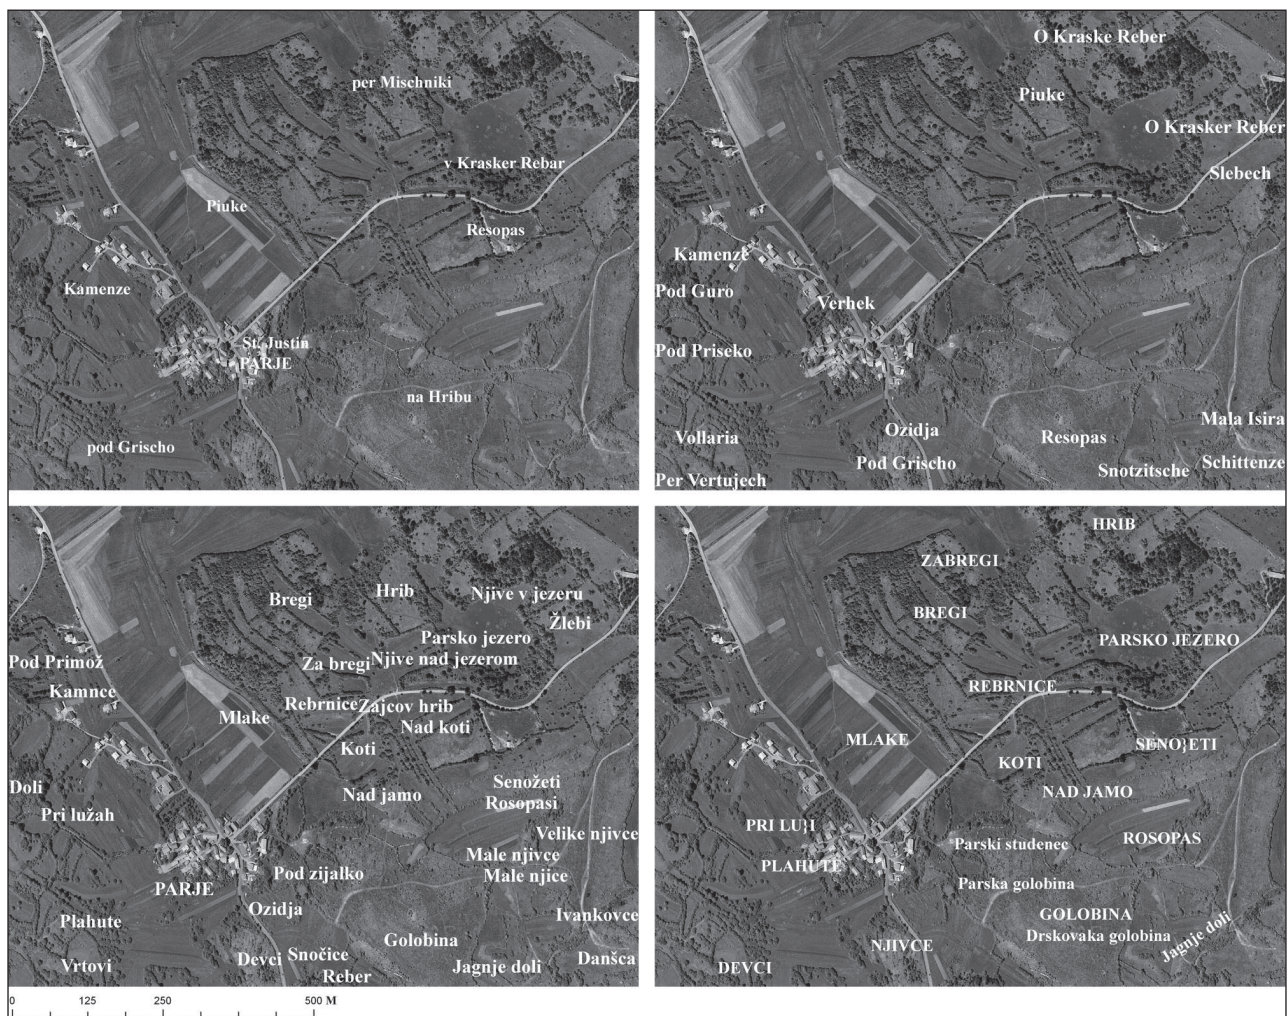 per Mischniki
v Krasker Rebar
Piuke
Resopas
Kamenze
St. Justin
PARJE
na Hribu
pod Grischo
O Kraske Reber
Piuke
O Krasker Reber
Slebech
Kamenze
Pod Guro
Verhek
Pod Priseko
Mala Isira
Ozidja
Vollaria
Resopas
Pod Grischo
Schittenze
Snotzitsche
Per Vertujech
Hrib
Njive v jezeru
Bregi
Žlebi
Parsko jezero
Pod Primož
Za bregi
Njive nad jezerom
Kamnce
Rebrnice
Zajcov hrib
Mlake
Nad koti
Koti
Senožeti
Doli
Nad jamo
Rosopasi
Pri lužah
Velike njivce
Male njivce
Pod zijalko
Male njice
PARJE
Ozidja
Ivankovce
Plahute
Golobina
Snočice
Devci
Danšca
Vrtovi
Jagnje doli
Reber
HRIB
ZABREGI
BREGI
PARSKO JEZERO
REBRNICE
MLAKE
SENO}ETI
KOTI
NAD JAMO
PRI LU}I
ROSOPAS
Parski studenec
PLAHUTE
Parska golobina
GOLOBINA
Drskovaka golobina
Jagnje doli
NJIVCE
DEVCI
0 125 250 500 M